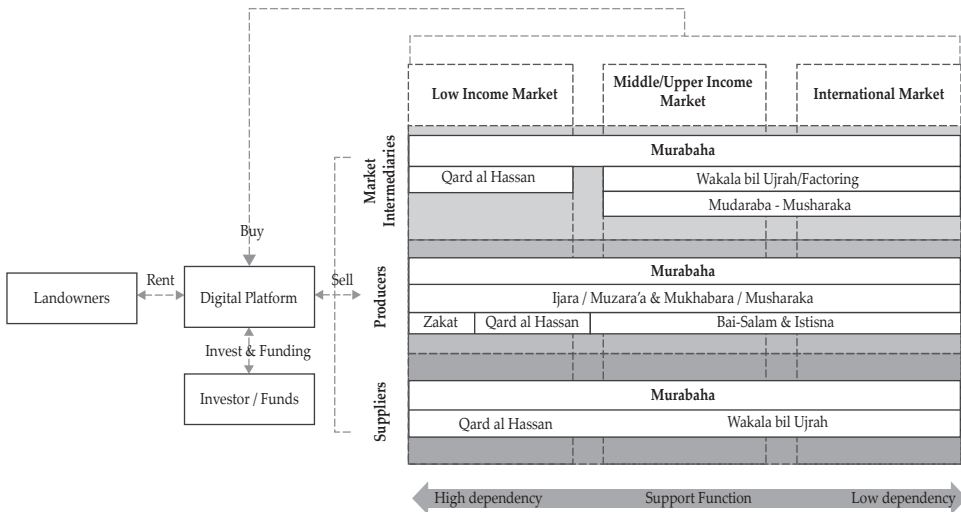 Low Income Market
Middle/Upper Income
Market
International Market
Market
Intermediaries
Murabaha
Qard al Hassan
Wakala bil Ujrah/Factoring
Mudaraba - Musharaka
Buy
Landowners
Rent
Digital Platform
Sell
Invest & Funding
Investor / Funds
Producers
Murabaha
Ijara / Muzara’a & Mukhabara / Musharaka
Zakat
Qard al Hassan
Bai-Salam & Istisna
Suppliers
Murabaha
Qard al Hassan
Wakala bil Ujrah
High dependency
Support Function
Low dependency